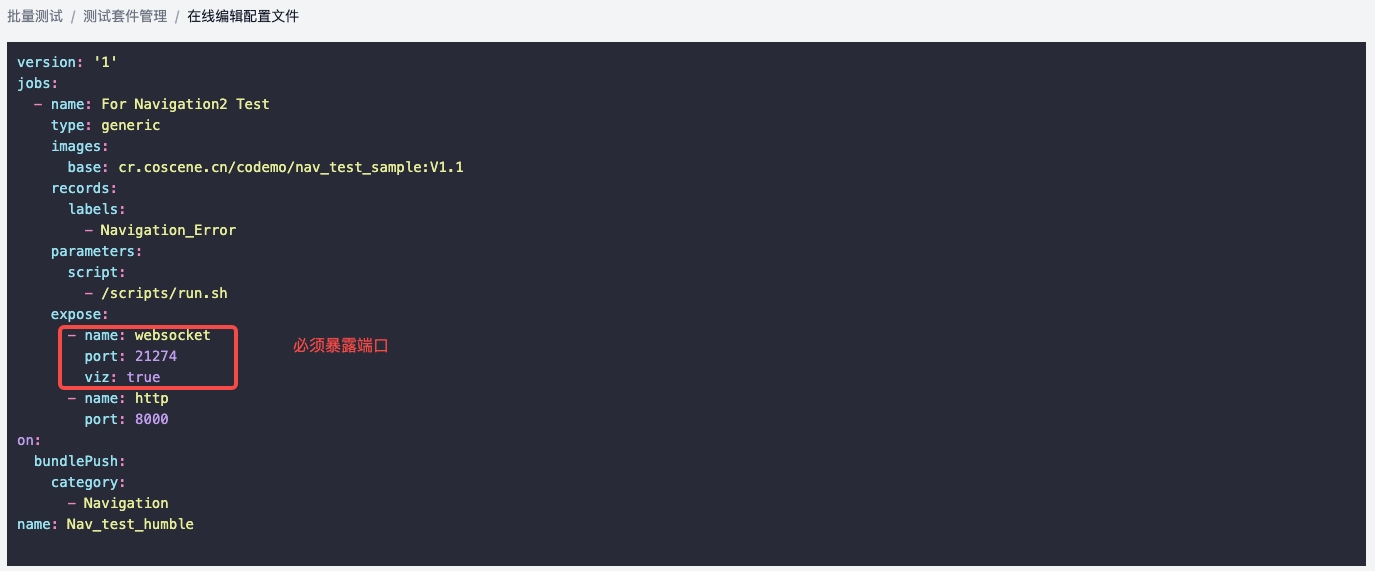 批量测试 / 测试套件管理 / 在线编辑配置文件
version: '1'
jobs:
  - name: For Navigation2 Test
    type: generic
    images:
      base: cr.coscene.cn/codemo/nav_test_sample:V1.1
    records:
      labels:
        - Navigation_Error
    parameters:
      script:
        - /scripts/run.sh
    expose:
      - name: websocket
        port: 21274
必须暴露端口
        viz: true
      - name: http
        port: 8000
on:
  bundlePush:
    category:
      - Navigation
name: Nav_test_humble